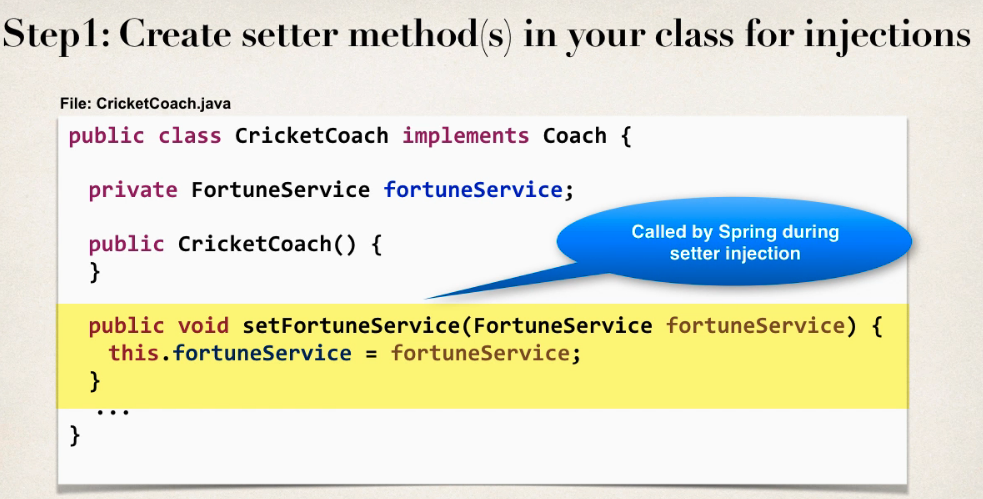 Step1: Create setter method(s) in your class for injections
File: CricketCoach.java
public class CricketCoach implements Coach {
private FortuneService fortuneService;
public CricketCoach() {
}
Called by Spring during
setter injection
public void setFortuneService(FortuneService fortuneService) {
this.fortuneService = fortuneService;
}
...
}